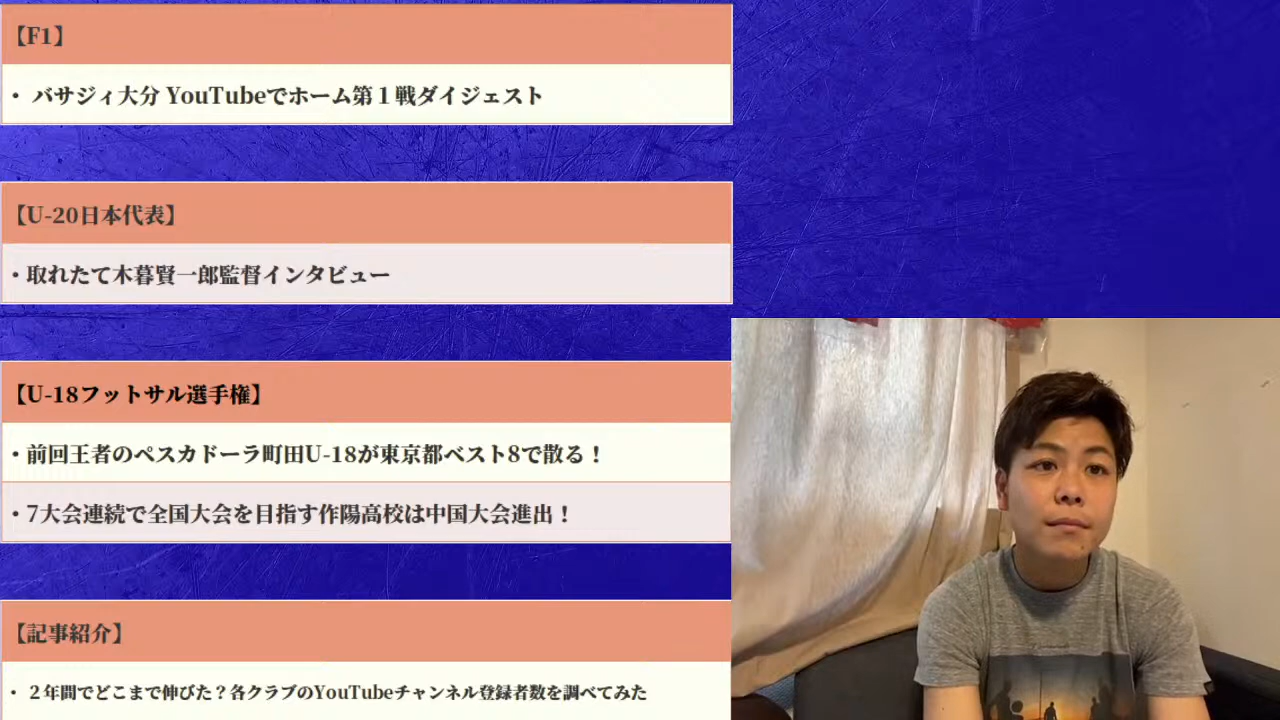 【F1】
・ バサジィ大分 YouTubeでホーム第１戦ダイジェスト
【U-20日本代表】
・取れたて木暮賢一郎監督インタビュー
【U-18フットサル選手権】
・前回王者のペスカドーラ町田U-18が東京都ベスト8で散る！
・7大会連続で全国大会を目指す作陽高校は中国大会進出！
【記事紹介】
・ ２年間でどこまで伸びた？各クラブのYouTubeチャンネル登録者数を調べてみた